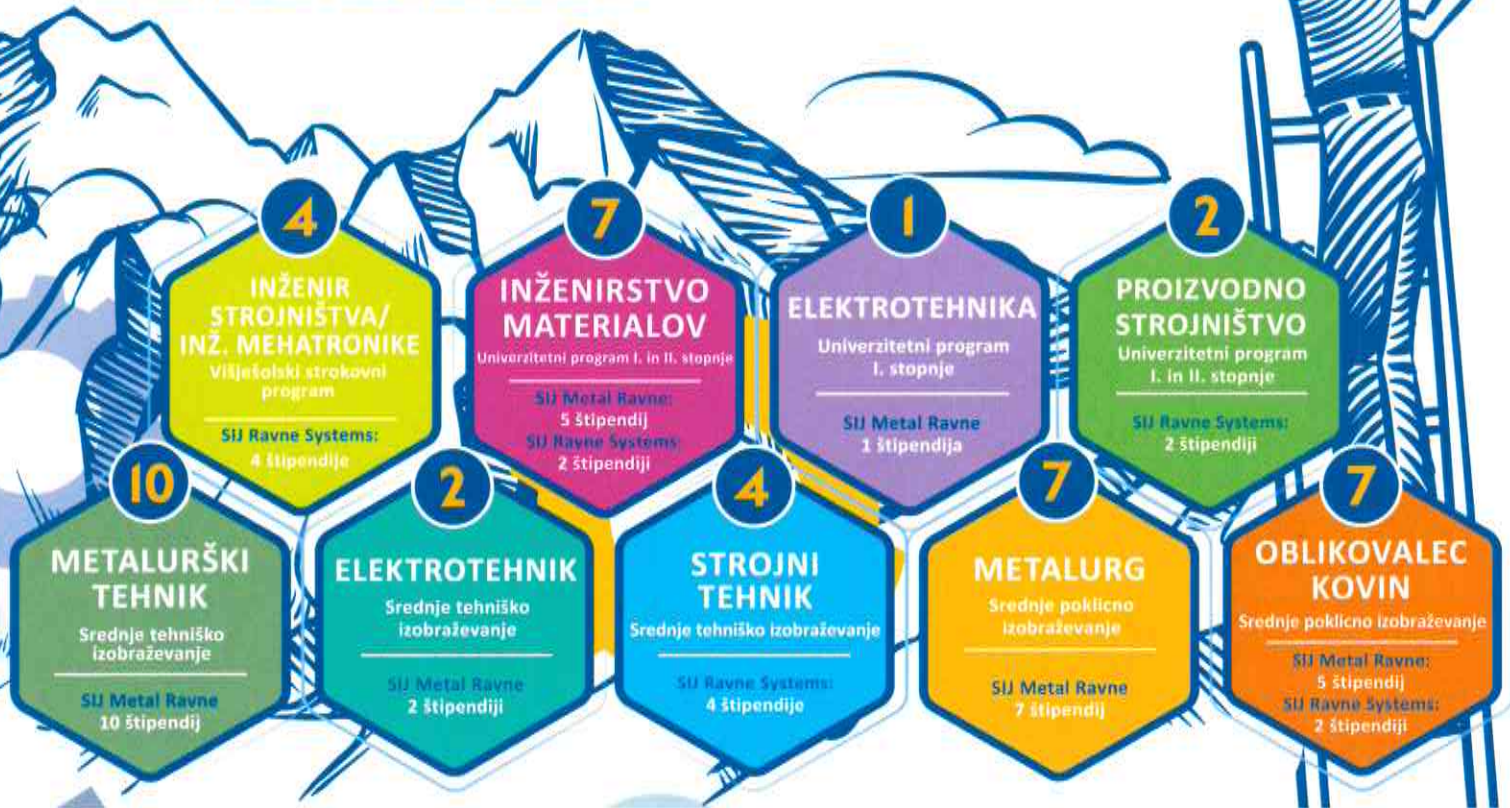 4
INŽENIR
STROJNIŠTVA/
INŽ. MEHATRONIKE
Višješolski strokovni
program
SIJ Ravne Systems:
4 štipendije
7
INŽENIRSTVO
MATERIALOV
Univerzitetni program I. in II. stopnje
SIJ Metal Ravne:
5 štipendij
SIJ Ravne Systems:
2 štipendiji
1
ELEKTROTEHNIKA
Univerzitetni program
I. stopnje
SIJ Metal Ravne
1 štipendija
2
PROIZVODNO
STROJNIŠTVO
Univerzitetni program
I. in II. stopnje
SIJ Ravne Systems:
2 štipendiji
10
METALURŠKI
TEHNIK
Srednje tehniško
izobraževanje
SIJ Metal Ravne
10 štipendij
2
ELEKTROTEHNIK
Srednje tehniško
izobraževanje
SIJ Metal Ravne
2 štipendiji
4
STROJNI
TEHNIK
Srednje tehniško izobraževanje
SIJ Ravne Systems:
4 štipendije
7
METALURG
Srednje poklicno
izobraževanje
SIJ Metal Ravne
7 štipendij
7
OBLIKOVALEC
KOVIN
Srednje poklicno izobraževanje
SIJ Metal Ravne:
5 štipendij
SIJ Ravne Systems:
2 štipendiji